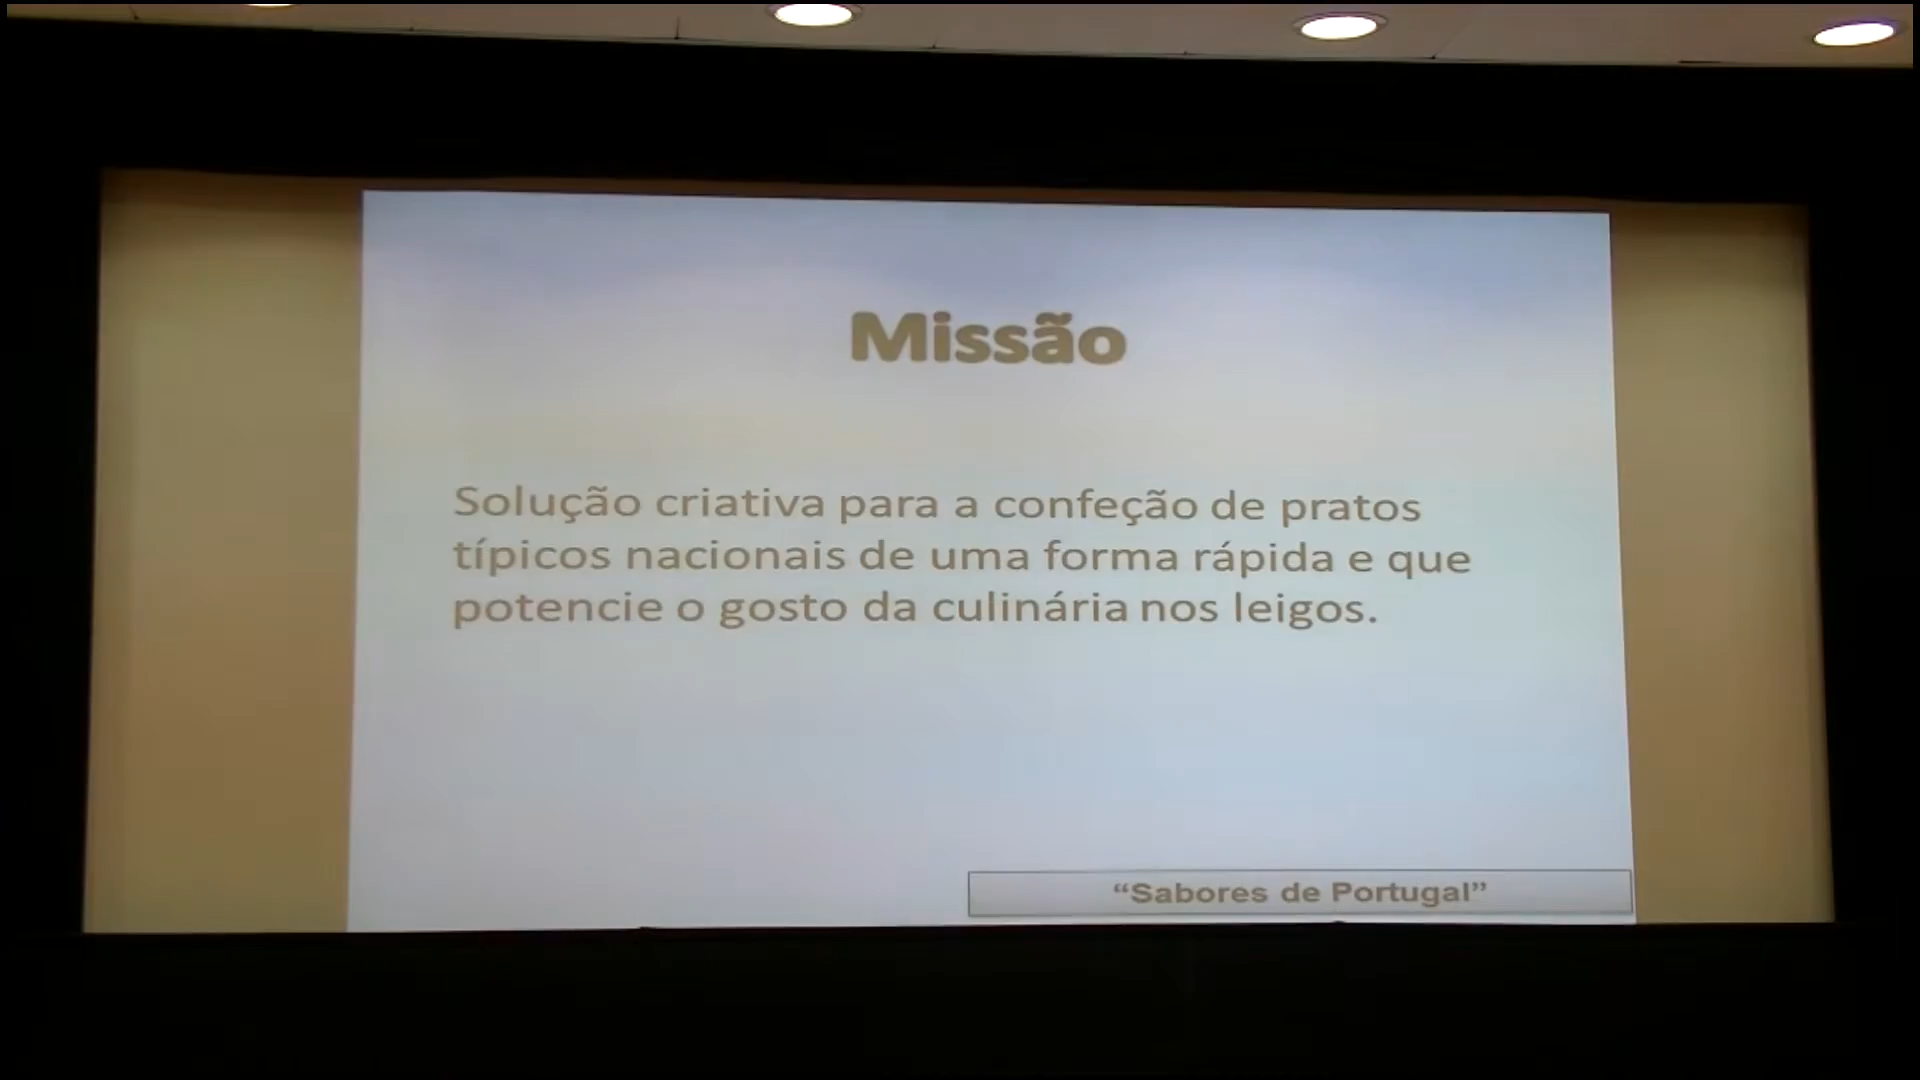 Missão
Solução criativa para a confeção de pratos
típicos nacionais de uma forma rápida e que
potencie o gosto da culinária nos leigos.
“Sabores de Portugal”